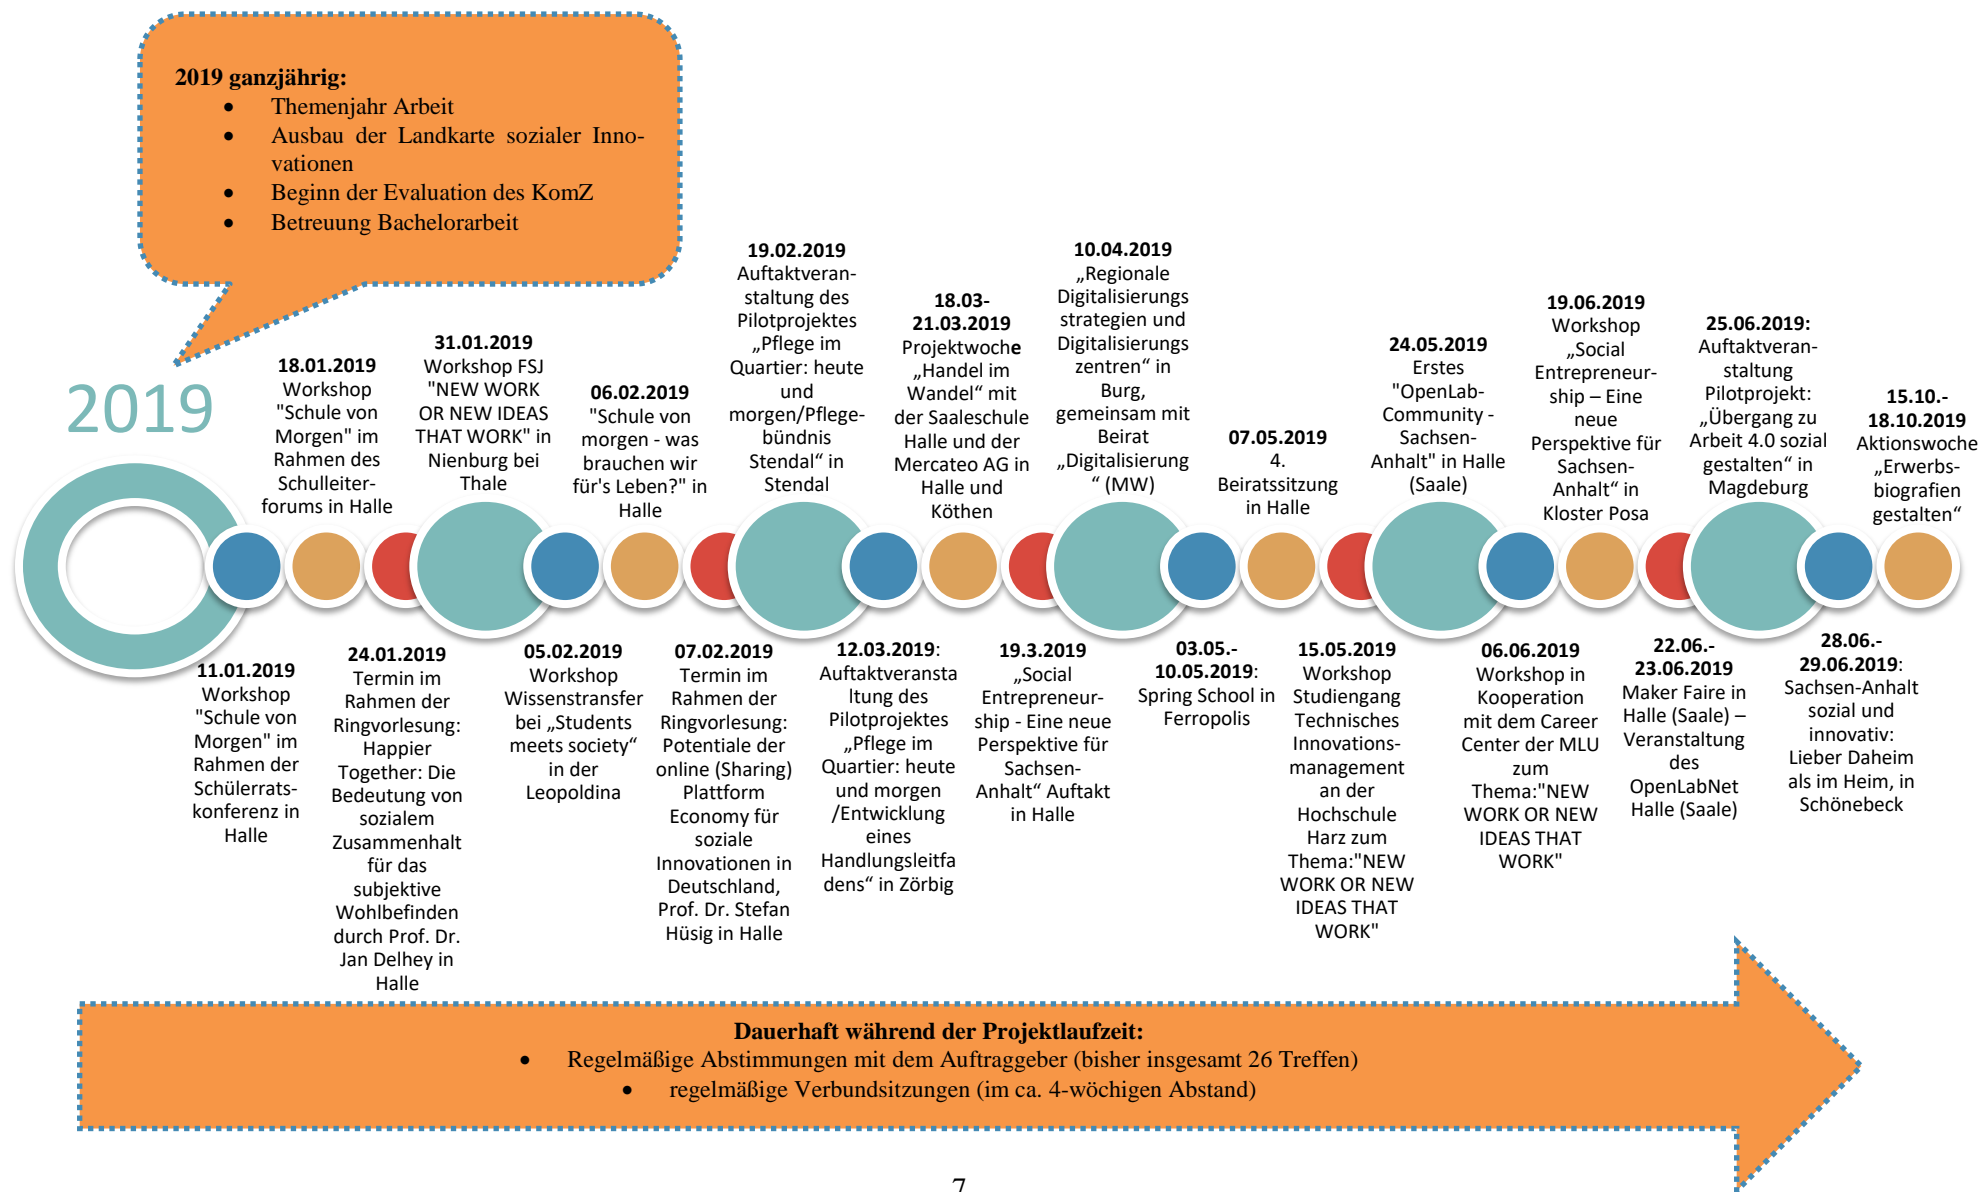 2019 ganzjährig:
• Themenjahr Arbeit
• Ausbau der Landkarte sozialer Inno-
vationen
• Beginn der Evaluation des KomZ
• Betreuung Bachelorarbeit
2019
11.01.2019
Workshop
"Schule von
Morgen" im
Rahmen der
Schülerrats-
konferenz in
Halle
18.01.2019
Workshop
"Schule von
Morgen" im
Rahmen des
Schulleiter-
forums in Halle
24.01.2019
Termin im
Rahmen der
Ringvorlesung:
Happier
Together: Die
Bedeutung von
sozialem
Zusammenhalt
für das
subjektive
Wohlbefinden
durch Prof. Dr.
Jan Delhey in
Halle
31.01.2019
Workshop FSJ
"NEW WORK
OR NEW IDEAS
THAT WORK" in
Nienburg bei
Thale
05.02.2019
Workshop
Wissenstransfer
bei „Students
meets society“
in der
Leopoldina
06.02.2019
"Schule von
morgen - was
brauchen wir
für's Leben?" in
Halle
07.02.2019
Termin im
Rahmen der
Ringvorlesung:
Potentiale der
online (Sharing)
Plattform
Economy für
soziale
Innovationen in
Deutschland,
Prof. Dr. Stefan
Hüsig in Halle
19.02.2019
Auftaktveran-
staltung des
Pilotprojektes
„Pflege im
Quartier: heute
und
morgen/Pflege-
bündnis
Stendal“ in
Stendal
12.03.2019:
Auftaktveransta
ltung des
Pilotprojektes
„Pflege im
Quartier: heute
und morgen
/Entwicklung
eines
Handlungsleitfa
dens“ in Zörbig
18.03-
21.03.2019
Projektwoche
„Handel im
Wandel“ mit
der Saaleschule
Halle und der
Mercateo AG in
Halle und
Köthen
19.3.2019
„Social
Entrepreneur-
ship - Eine neue
Perspektive für
Sachsen-
Anhalt“ Auftakt
in Halle
10.04.2019
„Regionale
Digitalisierungs
strategien und
Digitalisierungs
zentren“ in
Burg,
gemeinsam mit
Beirat
„Digitalisierung
“ (MW)
03.05.-
10.05.2019:
Spring School in
Ferropolis
07.05.2019
4.
Beiratssitzung
in Halle
15.05.2019
Workshop
Studiengang
Technisches
Innovations-
management
an der
Hochschule
Harz zum
Thema:"NEW
WORK OR NEW
IDEAS THAT
WORK"
24.05.2019
Erstes
"OpenLab-
Community -
Sachsen-
Anhalt" in Halle
(Saale)
06.06.2019
Workshop in
Kooperation
mit dem Career
Center der MLU
zum
Thema:"NEW
WORK OR NEW
IDEAS THAT
WORK"
19.06.2019
Workshop
„Social
Entrepreneur-
ship – Eine
neue
Perspektive für
Sachsen-
Anhalt“ in
Kloster Posa
22.06.-
23.06.2019
Maker Faire in
Halle (Saale) –
Veranstaltung
des
OpenLabNet
Halle (Saale)
25.06.2019:
Auftaktveran-
staltung
Pilotprojekt:
„Übergang zu
Arbeit 4.0 sozial
gestalten“ in
Magdeburg
28.06.-
29.06.2019:
Sachsen-Anhalt
sozial und
innovativ:
Lieber Daheim
als im Heim, in
Schönebeck
15.10.-
18.10.2019
Aktionswoche
„Erwerbs-
biografien
gestalten“
Dauerhaft während der Projektlaufzeit:
• Regelmäßige Abstimmungen mit dem Auftraggeber (bisher insgesamt 26 Treffen)
• regelmäßige Verbundsitzungen (im ca. 4-wöchigen Abstand)
7